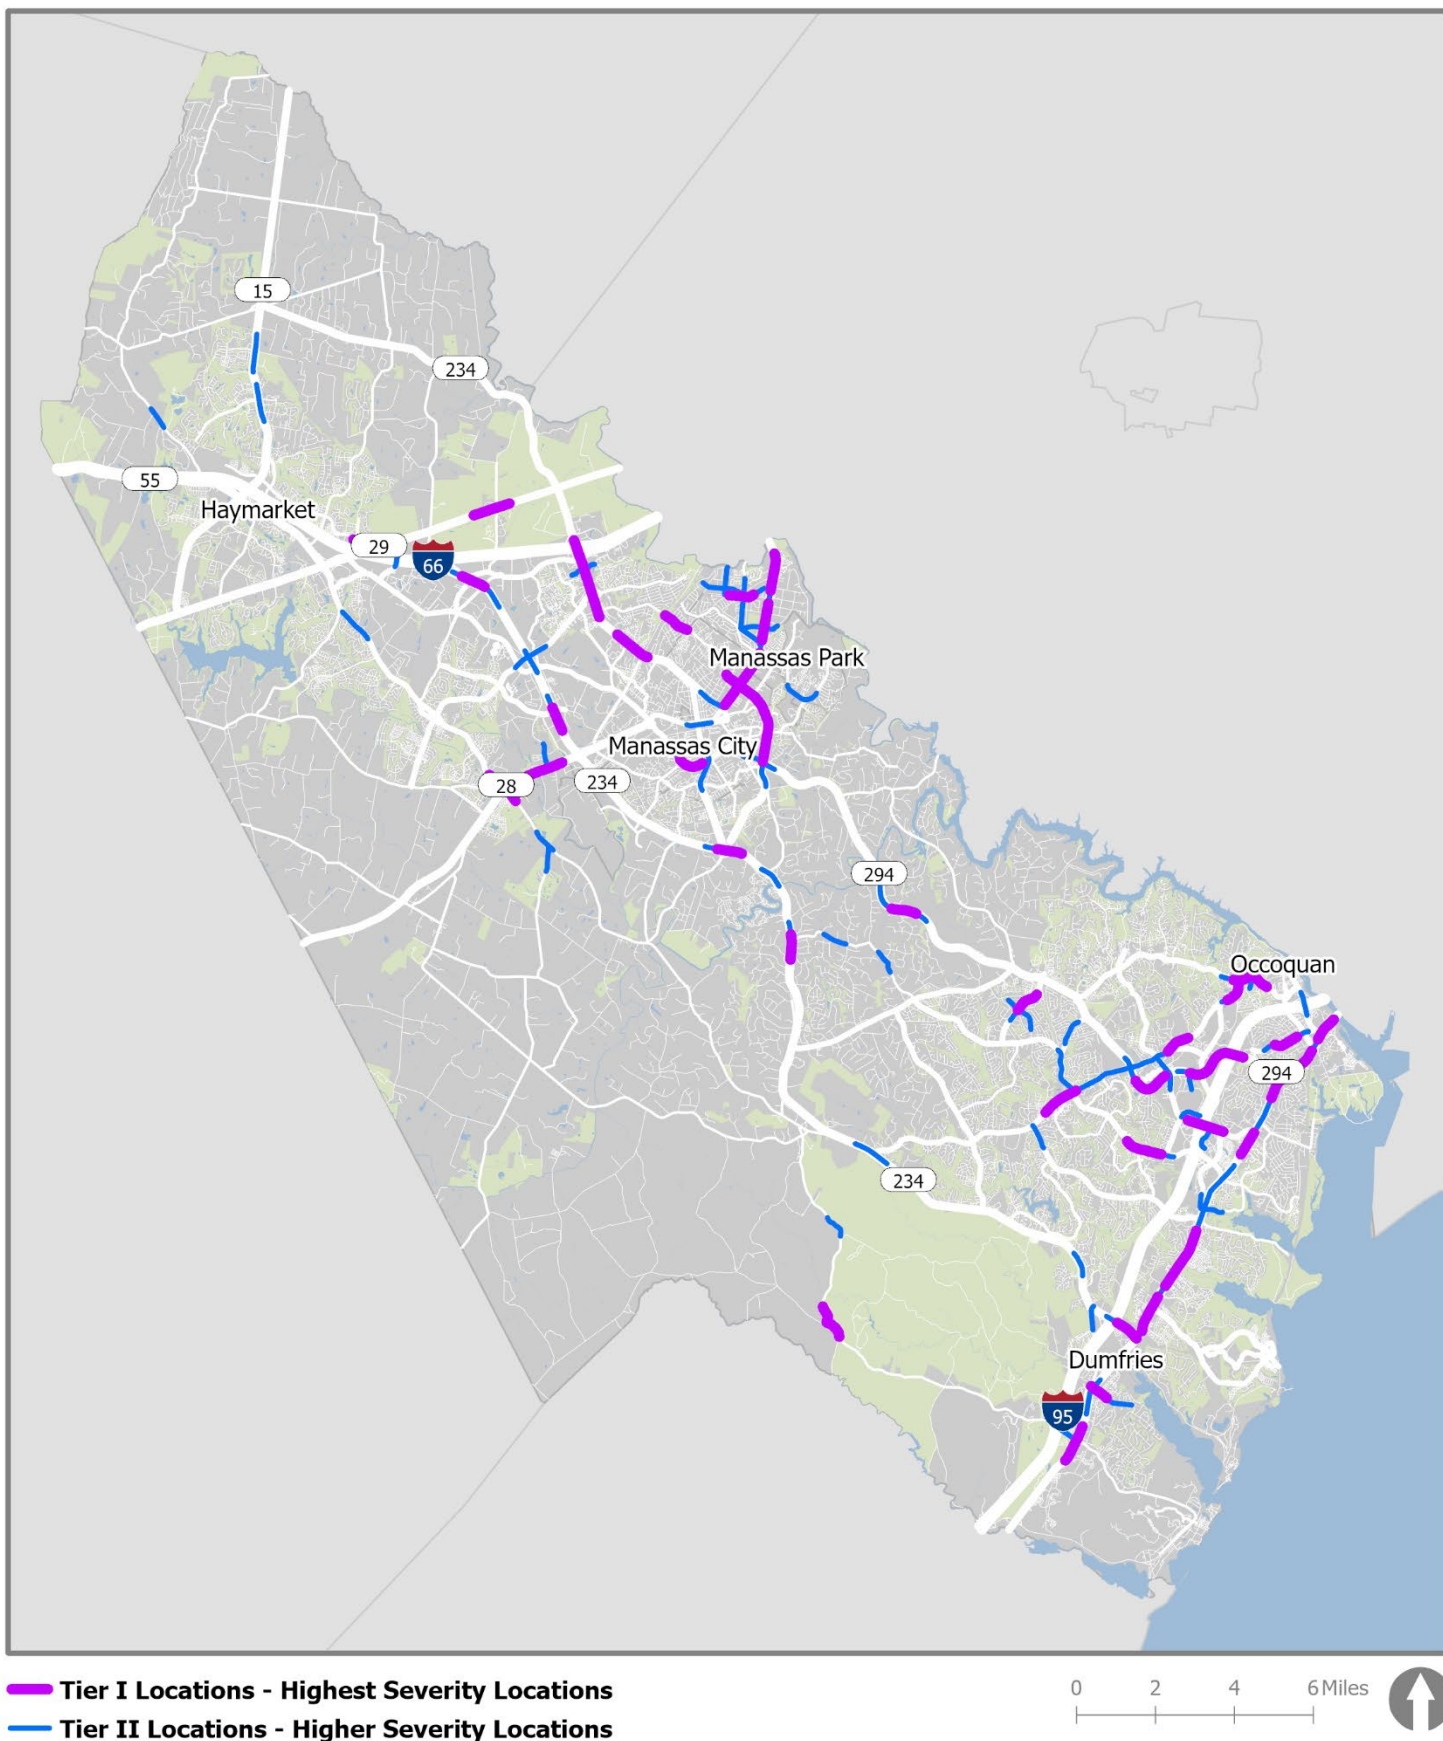 15
234
55
Haymarket
29
66
Manassas Park
Manassas City
28
234
294
Occoquan
294
234
Dumfries
95
Tier I Locations - Highest Severity Locations
0 2 4 6 Miles
Tier II Locations - Higher Severity Locations